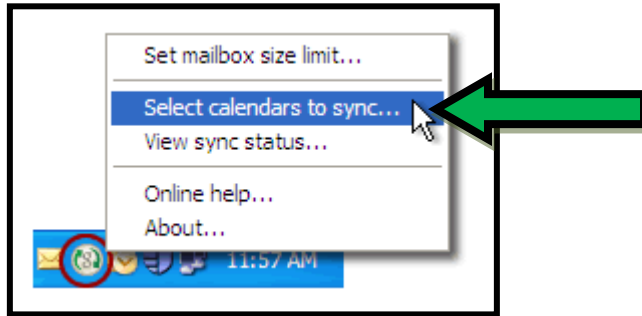 Set mailbox size limit...
Select calendars to sync...
View sync status...
Online help...
About...
11:57 AM